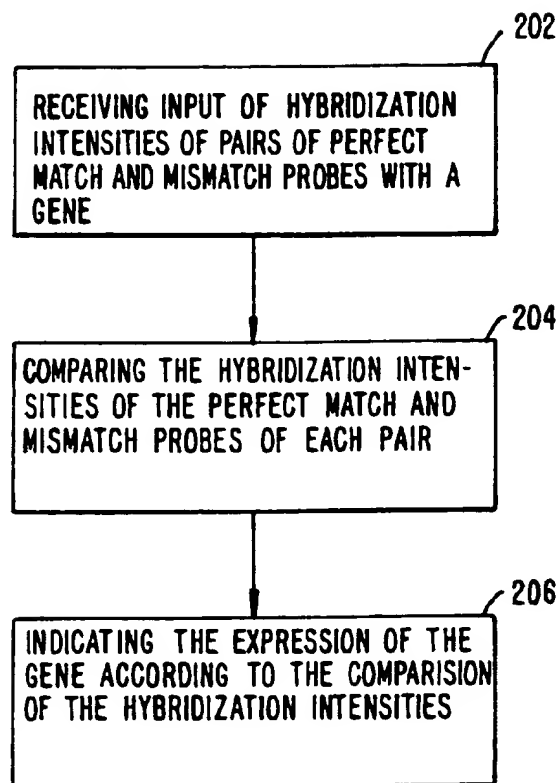 202
RECEIVING INPUT OF HYBRIDIZATION
INTENSITIES OF PAIRS OF PERFECT
MATCH AND MISMATCH PROBES WITH A
GENE
204
COMPARING THE HYBRIDIZATION INTEN-
SITIES OF THE PERFECT MATCH AND
MISMATCH PROBES OF EACH PAIR
206
INDICATING THE EXPRESSION OF THE
GENE ACCORDING TO THE COMPARISION
OF THE HYBRIDIZATION INTENSITIES